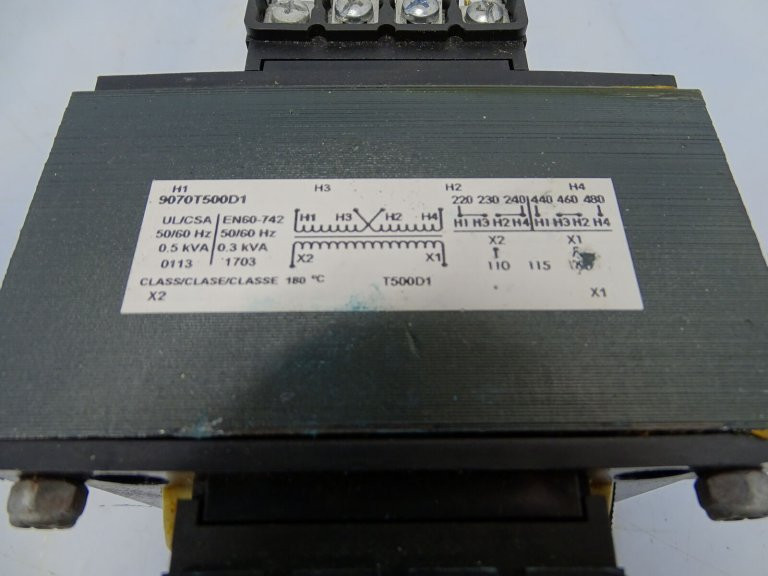 H1 H3 H2 H4
9070T500D1
220 230 240 440 460 480
UL/CSA EN60-742
H1 H3 H2 H4
H1 H3 H2 H4 H1 H3 H2 H4
50/60 Hz 50/60 Hz
0.5 kVA 0.3 kVA
X2 X1
X2 X1
0113 1703
110 115
CLASS/CLASE/CLASSE 180 °C T500D1
X2 X1